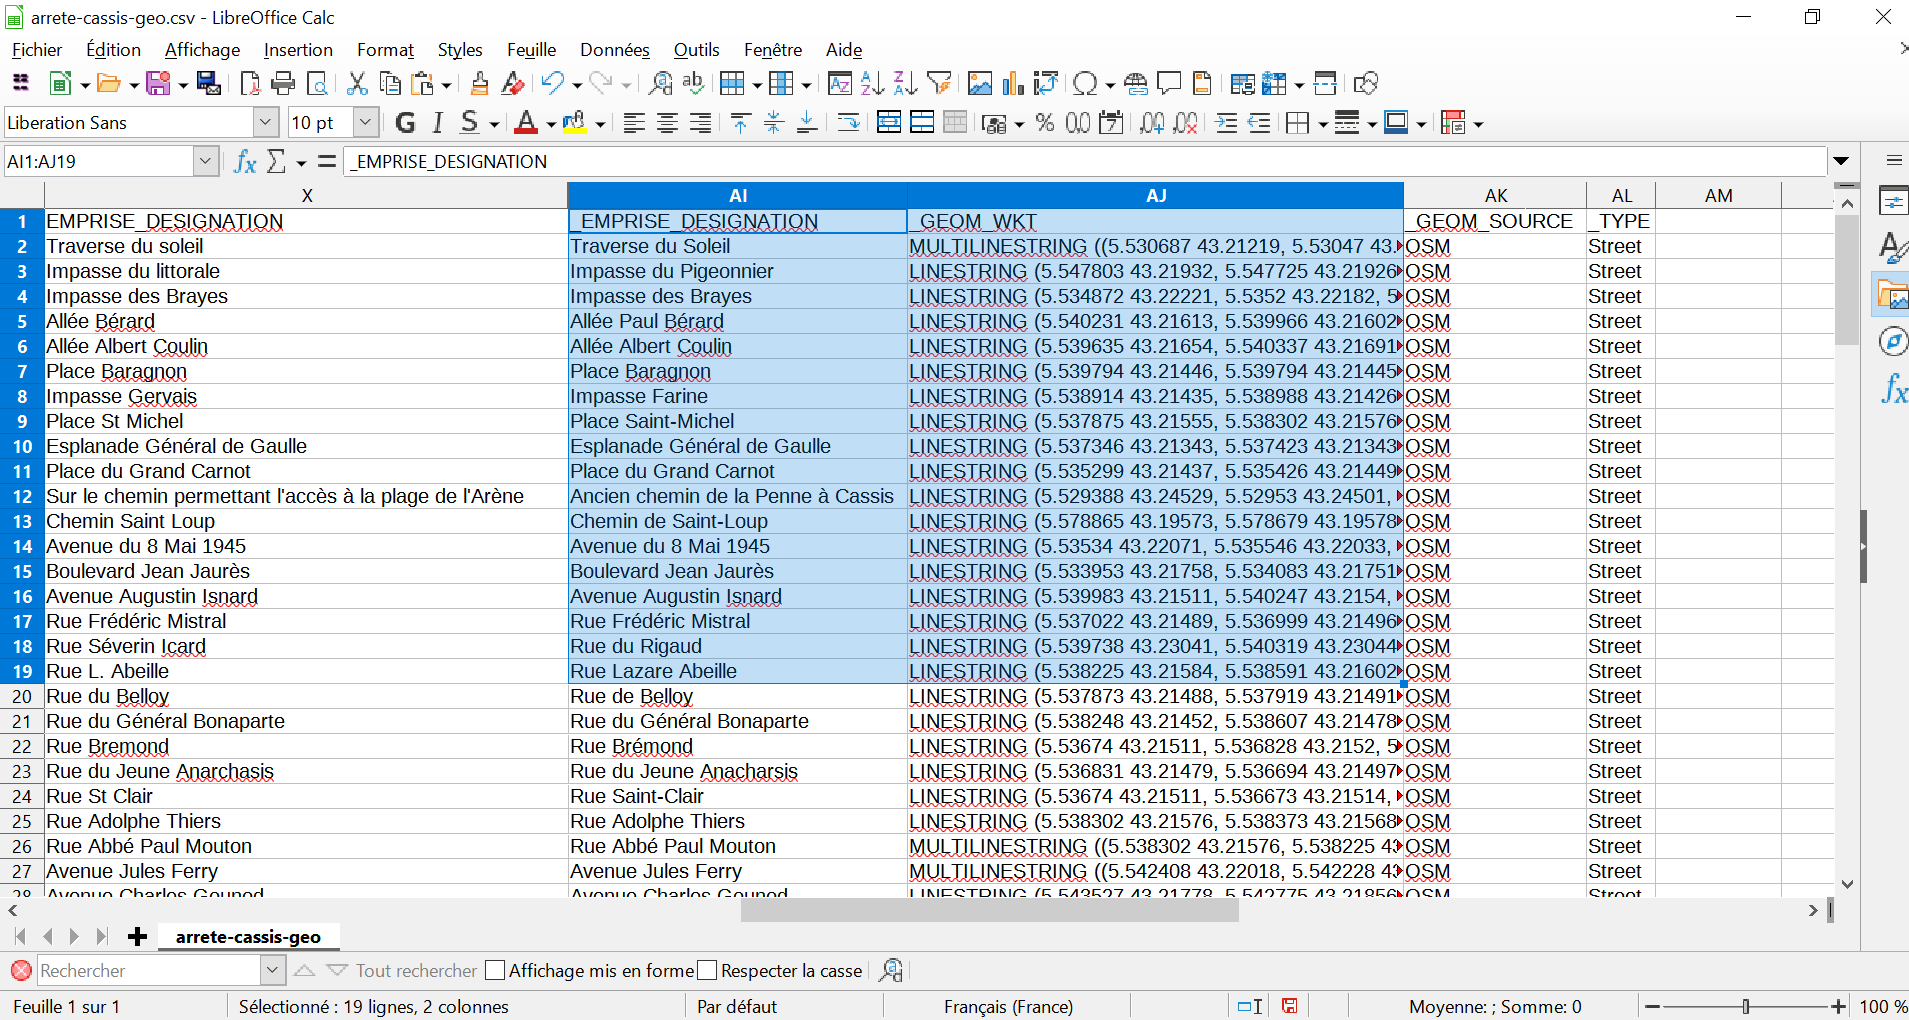 arrete-cassis-geo.csv - LibreOffice Calc
Fichier Édition Affichage Insertion Format Styles Feuille Données Outils Fenêtre Aide
Liberation Sans 10 pt
AI1:AJ19 _EMPRISE_DESIGNATION
X AI AJ AK AL AM
1 EMPRISE_DESIGNATION _EMPRISE_DESIGNATION _GEOM_WKT _GEOM_SOURCE _TYPE
2 Traverse du soleil Traverse du Soleil MULTILINESTRING ((5.530687 43.21219, 5.53047 43. OSM Street
3 Impasse du littorale Impasse du Pigeonnier LINESTRING (5.547803 43.21932, 5.547725 43.21926 OSM Street
4 Impasse des Brayes Impasse des Brayes LINESTRING (5.534872 43.22221, 5.5352 43.22182, 5 OSM Street
5 Allée Bérard Allée Paul Bérard LINESTRING (5.540231 43.21613, 5.539966 43.21602 OSM Street
6 Allée Albert Coulin Allée Albert Coulin LINESTRING (5.539635 43.21654, 5.540337 43.21691 OSM Street
7 Place Baragnon Place Baragnon LINESTRING (5.539794 43.21446, 5.539794 43.21445 OSM Street
8 Impasse Gervais Impasse Farine LINESTRING (5.538914 43.21435, 5.538988 43.21426 OSM Street
9 Place St Michel Place Saint-Michel LINESTRING (5.537875 43.21555, 5.538302 43.21576 OSM Street
10 Esplanade Général de Gaulle Esplanade Général de Gaulle LINESTRING (5.537346 43.21343, 5.537423 43.21343 OSM Street
11 Place du Grand Carnot Place du Grand Carnot LINESTRING (5.535299 43.21437, 5.535426 43.21449 OSM Street
12 Sur le chemin permettant l'accès à la plage de l'Arène Ancien chemin de la Penne à Cassis LINESTRING (5.529388 43.24529, 5.52953 43.24501, OSM Street
13 Chemin Saint Loup Chemin de Saint-Loup LINESTRING (5.578865 43.19573, 5.578679 43.19578 OSM Street
14 Avenue du 8 Mai 1945 Avenue du 8 Mai 1945 LINESTRING (5.53534 43.22071, 5.535546 43.22033, OSM Street
15 Boulevard Jean Jaurès Boulevard Jean Jaurès LINESTRING (5.533953 43.21758, 5.534083 43.21751 OSM Street
16 Avenue Augustin Isnard Avenue Augustin Isnard LINESTRING (5.539983 43.21511, 5.540247 43.2154, OSM Street
17 Rue Frédéric Mistral Rue Frédéric Mistral LINESTRING (5.537022 43.21489, 5.536999 43.21496 OSM Street
18 Rue Séverin Icard Rue du Rigaud LINESTRING (5.539738 43.23041, 5.540319 43.23044 OSM Street
19 Rue L. Abeille Rue Lazare Abeille LINESTRING (5.538225 43.21584, 5.538591 43.21602 OSM Street
20 Rue du Belloy Rue de Belloy LINESTRING (5.537873 43.21488, 5.537919 43.21491 OSM Street
21 Rue du Général Bonaparte Rue du Général Bonaparte LINESTRING (5.538248 43.21452, 5.538607 43.21478 OSM Street
22 Rue Bremond Rue Brémond LINESTRING (5.53674 43.21511, 5.536828 43.2152, 5 OSM Street
23 Rue du Jeune Anarchasis Rue du Jeune Anacharsis LINESTRING (5.536831 43.21479, 5.536694 43.21497 OSM Street
24 Rue St Clair Rue Saint-Clair LINESTRING (5.53674 43.21511, 5.536673 43.21514, OSM Street
25 Rue Adolphe Thiers Rue Adolphe Thiers LINESTRING (5.538302 43.21576, 5.538373 43.21568 OSM Street
26 Rue Abbé Paul Mouton Rue Abbé Paul Mouton MULTILINESTRING ((5.538302 43.21576, 5.538225 43 OSM Street
27 Avenue Jules Ferry Avenue Jules Ferry MULTILINESTRING ((5.542408 43.22018, 5.542228 43 OSM Street
28 Avenue Charles Gounod Avenue Charles Gounod LINESTRING (5.543527 43.21778, 5.542775 43.21856 OSM Street
arrete-cassis-geo
Rechercher Tout rechercher Affichage mis en forme Respecter la casse
Feuille 1 sur 1 Sélectionné : 19 lignes, 2 colonnes Par défaut Français (France) Moyenne: ; Somme: 0 100 %